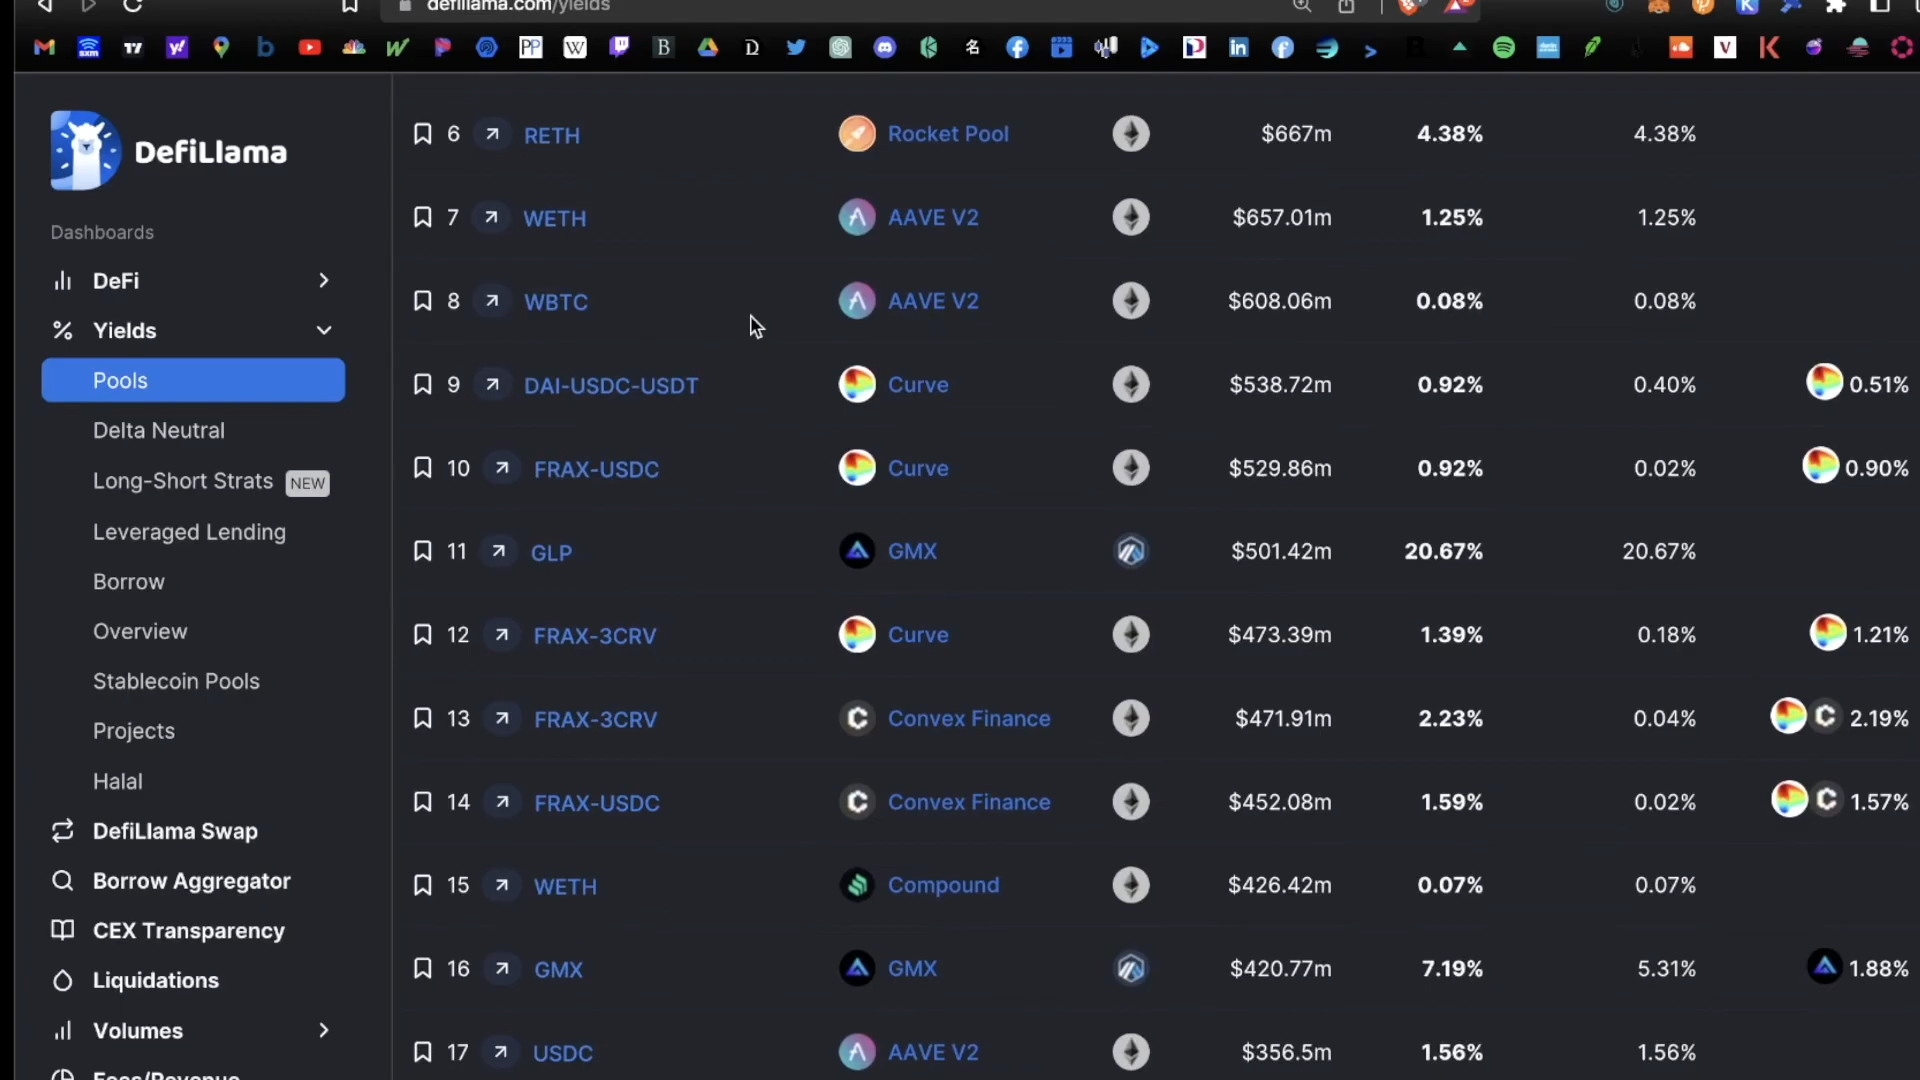 defillama.com/yields
DefiLlama
Dashboards
DeFi
Yields
Pools
Delta Neutral
Long-Short Strats NEW
Leveraged Lending
Borrow
Overview
Stablecoin Pools
Projects
Halal
DefiLlama Swap
Borrow Aggregator
CEX Transparency
Liquidations
Volumes
Fees/Revenue
6 RETH Rocket Pool $667m 4.38% 4.38%
7 WETH AAVE V2 $657.01m 1.25% 1.25%
8 WBTC AAVE V2 $608.06m 0.08% 0.08%
9 DAI-USDC-USDT Curve $538.72m 0.92% 0.40% 0.51%
10 FRAX-USDC Curve $529.86m 0.92% 0.02% 0.90%
11 GLP GMX $501.42m 20.67% 20.67%
12 FRAX-3CRV Curve $473.39m 1.39% 0.18% 1.21%
13 FRAX-3CRV Convex Finance $471.91m 2.23% 0.04% 2.19%
14 FRAX-USDC Convex Finance $452.08m 1.59% 0.02% 1.57%
15 WETH Compound $426.42m 0.07% 0.07%
16 GMX GMX $420.77m 7.19% 5.31% 1.88%
17 USDC AAVE V2 $356.5m 1.56% 1.56%